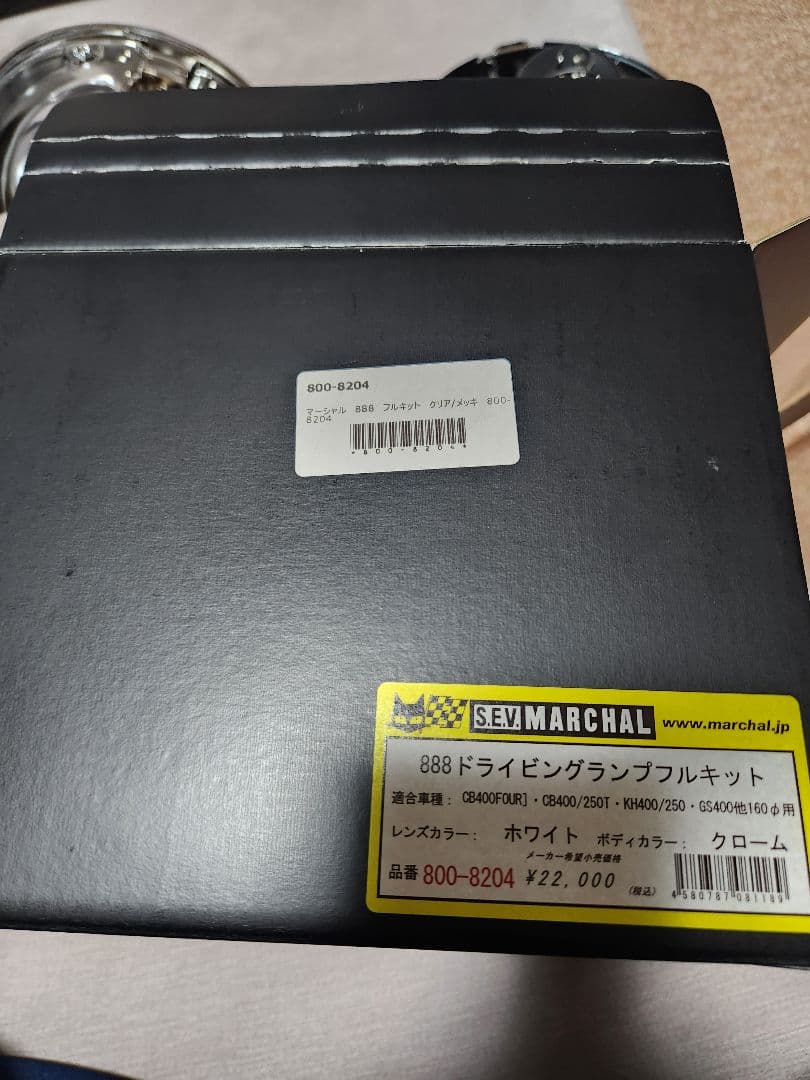 800-8204
マーシャル 888 フルキット クリア/メッキ 800-
8204
*800-8204*
S.E.V. MARCHAL www.marchal.jp
888ドライビングランプフルキット
適合車種: CB400FOUR]・CB400/250T・KH400/250・GS400他160φ用
レンズカラー: ホワイト ボディカラー: クローム
メーカー希望小売価格
品番 800-8204 ¥22,000 (税込)
4580787081189